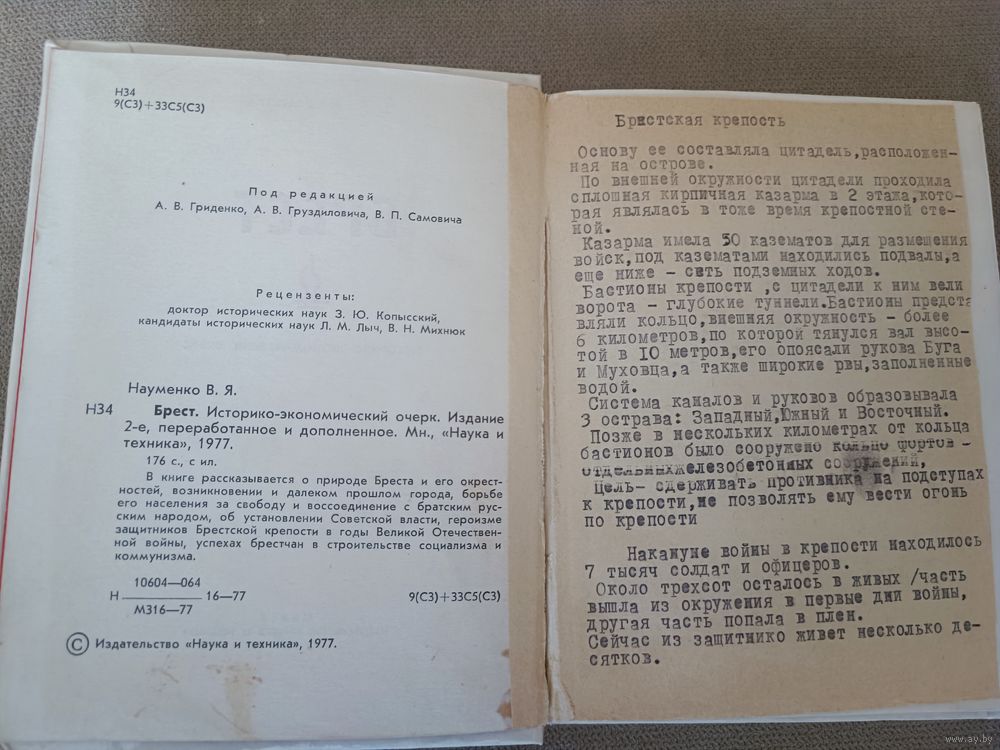 Н34
9(С3)+33С5(С3)
Под редакцией
А. В. Гриденко, А. В. Груздиловича, В. П. Самовича
Рецензенты:
доктор исторических наук З. Ю. Копысский,
кандидаты исторических наук Л. М. Лыч, В. Н. Михнюк
Науменко В. Я.
Н34 Брест. Историко-экономический очерк. Издание
2-е, переработанное и дополненное. Мн., «Наука и
техника», 1977.
176 с., с ил.
В книге рассказывается о природе Бреста и его окрест-
ностей, возникновении и далеком прошлом города, борьбе
его населения за свободу и воссоединение с братским рус-
ским народом, об установлении Советской власти, героизме
защитников Брестской крепости в годы Великой Отечествен-
ной войны, успехах брестчан в строительстве социализма и
коммунизма.
10604—064
Н ——— 16—77 9(С3)+33С5(С3)
М316—77
© Издательство «Наука и техника», 1977.
Брестская крепость
Основу ее составляла цитадель,расположен-
ная на острове.
По внешней окружности цитадели проходила
сплошная кирпичная казарма в 2 этажа,кото-
рая являлась в тоже время крепостной сте-
ной.
Казарма имела 50 казематов для размешения
войск,под казематами находились подвалы,а
еще ниже - сеть подземных ходов.
Бастионы крепости ,с цитадели к ним вели
ворота - глубокие туннели.Бастионы предста
вляли кольцо,внешняя окружность - более
6 километров,по которой тянулся вал высо-
той в 10 метров,его опоясали рукова Буга
и Муховца,а также широкие рвы,заполненные
водой.
Система каналов и руковов образовывала
3 острава: Западный,Южный и Восточный.
Позже в нескольких километрах от кольца
бастионов было сооружено кольцо фортов -
отдельныхжелезобетонных сооружений,
Цель- сдерживать противника на подступах
к крепости,не позволять ему вести огонь
по крепости
Накануне войны в крепости находилось
7 тысяч солдат и офицеров.
Около трехсот осталось в живых /часть
вышла из окружения в первые дни войны,
другая часть попала в плен.
Сейчас из защитнико живет несколько де-
сятков.
www.ay.by